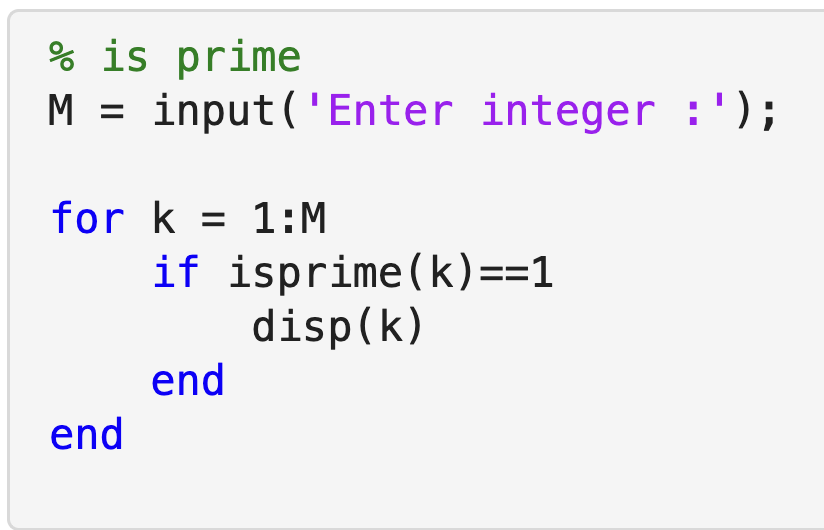 % is prime
M = input('Enter integer :');
for k = 1:M
if isprime(k)==1
disp(k)
end
end